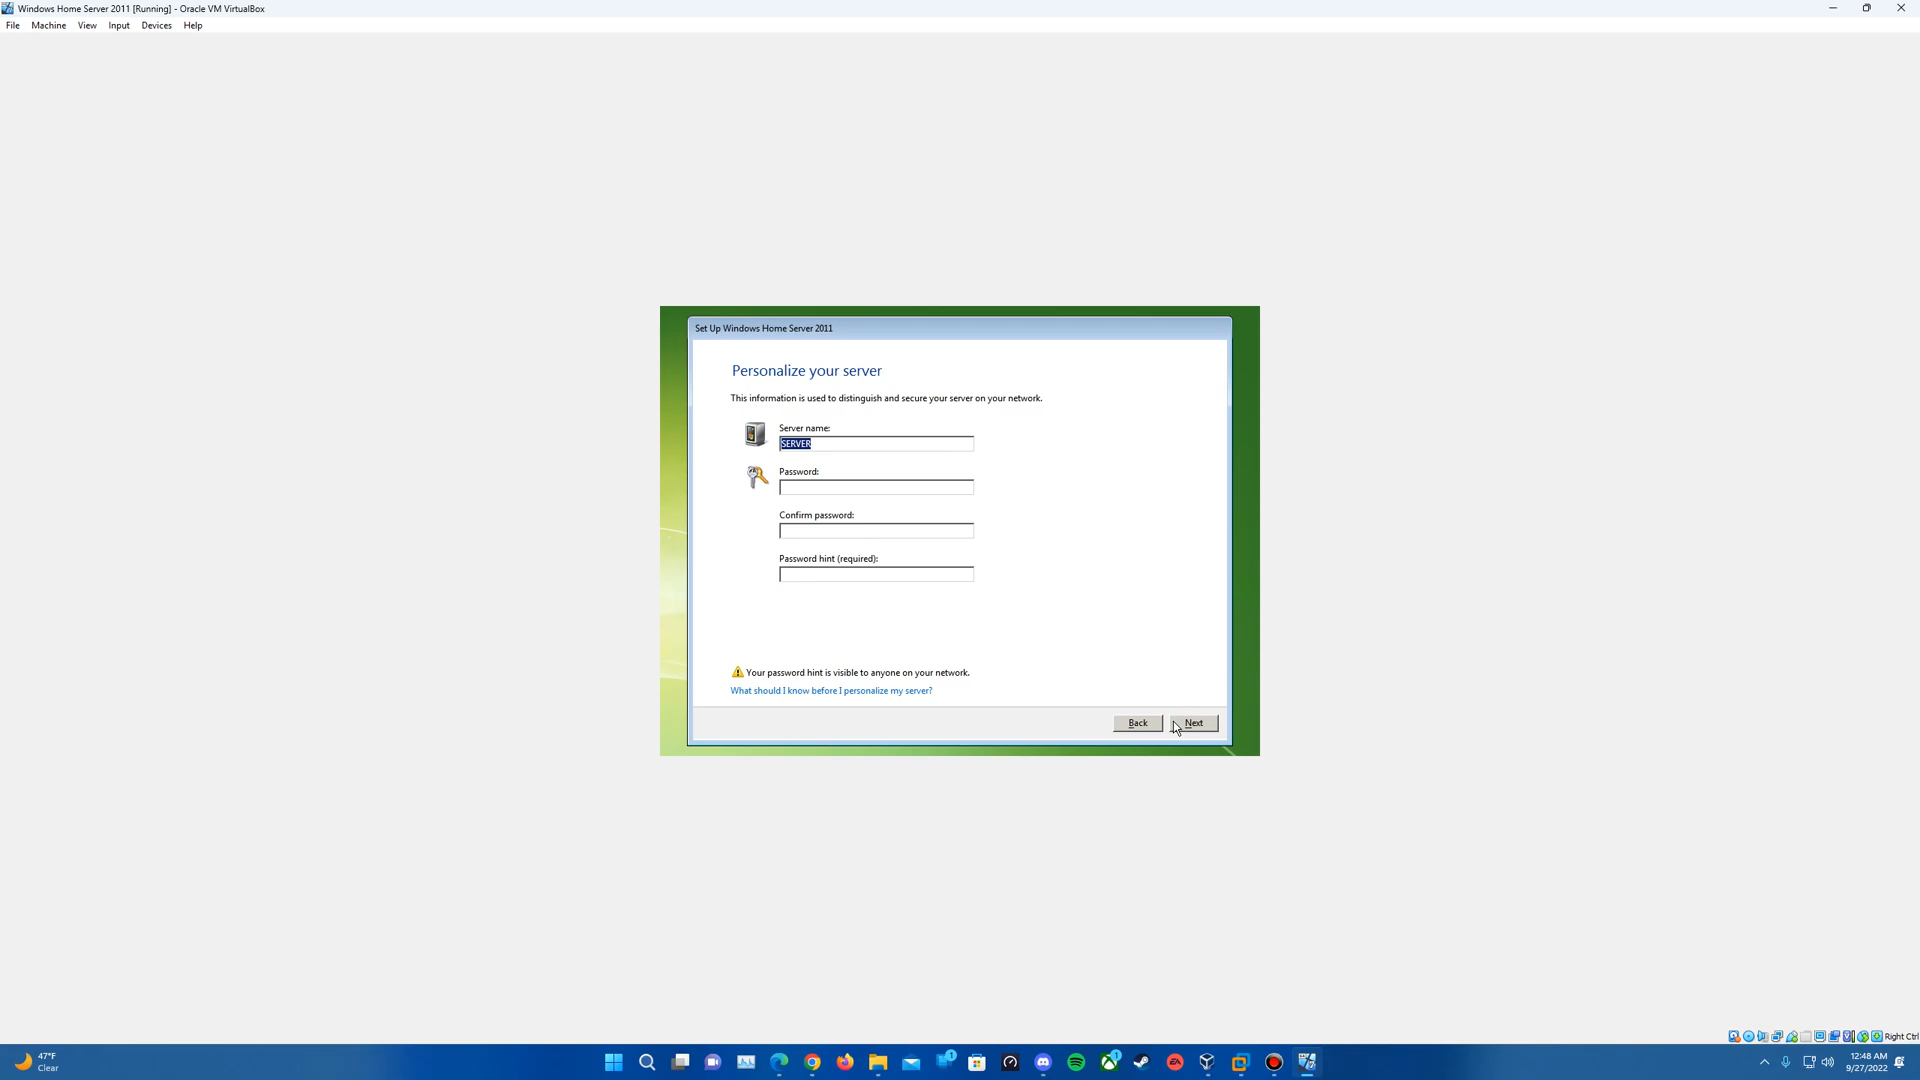 Windows Home Server 2011 [Running] - Oracle VM VirtualBox
File Machine View Input Devices Help
Set Up Windows Home Server 2011
Personalize your server
This information is used to distinguish and secure your server on your network.
Server name:
SERVER
Password:
Confirm password:
Password hint (required):
Your password hint is visible to anyone on your network.
What should I know before I personalize my server?
Back Next
Right Ctrl
47°F
Clear
1
1
EA
12:48 AM
9/27/2022